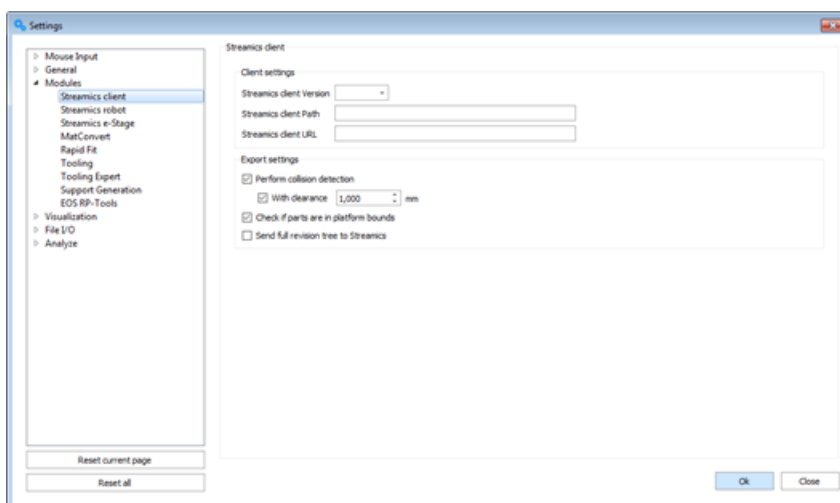 Settings
Mouse Input
General
Modules
Streamics client
Streamics robot
Streamics e-Stage
MatConvert
Rapid Fit
Tooling
Tooling Expert
Support Generation
EOS RP-Tools
Visualization
File I/O
Analyze
Reset current page
Reset all
Streamics client
Client settings
Streamics client Version
Streamics client Path
Streamics client URL
Export settings
Perform collision detection
With clearance 1,000 mm
Check if parts are in platform bounds
Send full revision tree to Streamics
Ok Close